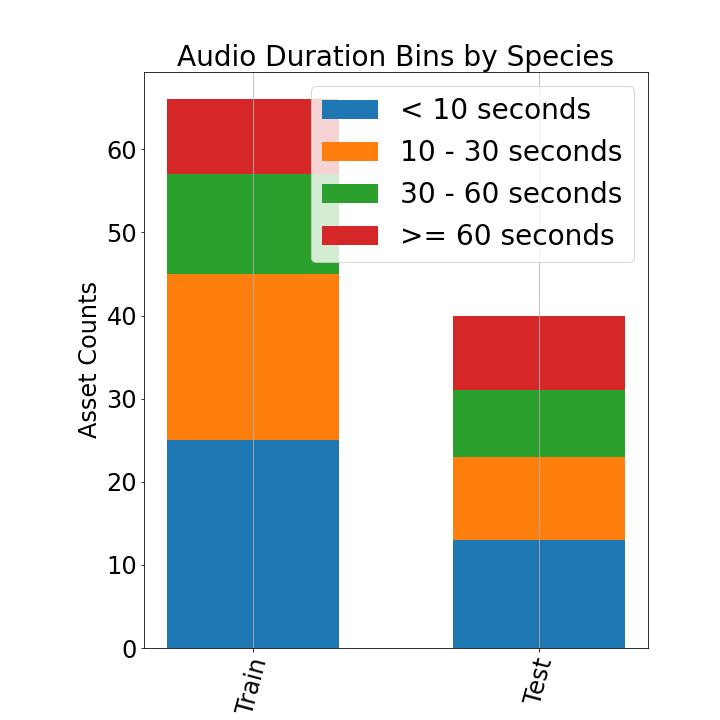 Audio Duration Bins by Species
< 10 seconds
10 - 30 seconds
30 - 60 seconds
>= 60 seconds
Asset Counts
60
50
40
30
20
10
0
Train
Test